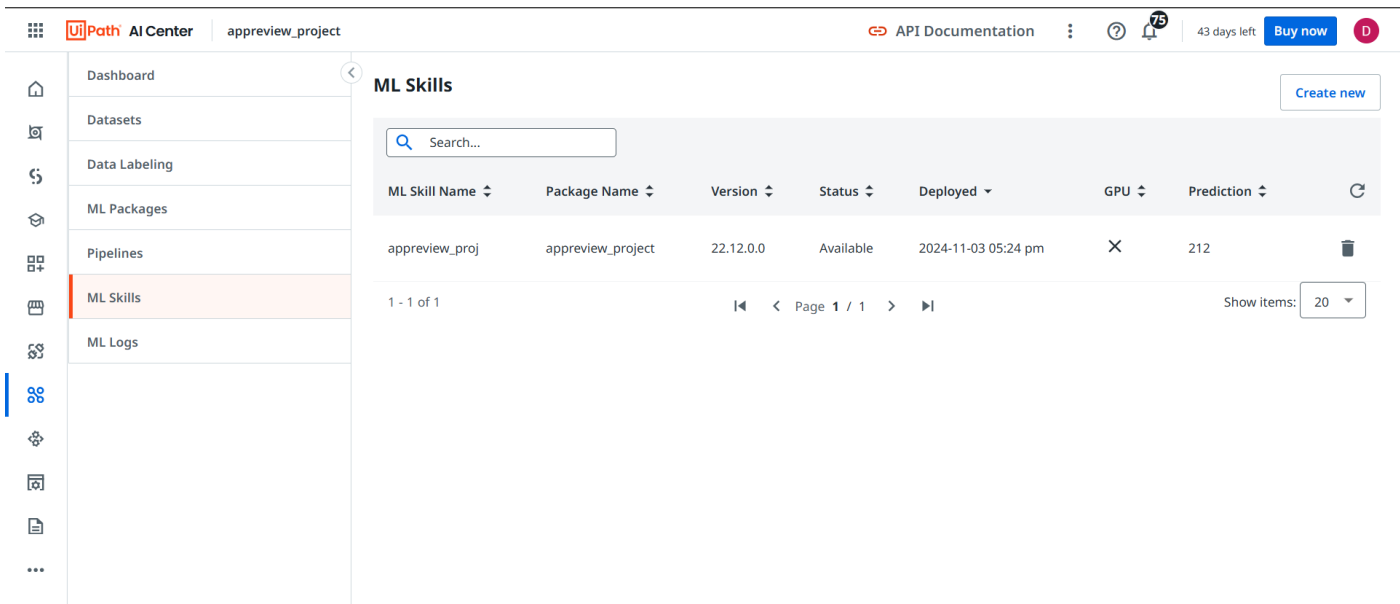 UiPath AI Center appreview_project API Documentation 75 43 days left Buy now D
Dashboard
Datasets
Data Labeling
ML Packages
Pipelines
ML Skills
ML Logs
ML Skills
Create new
Search...
ML Skill Name Package Name Version Status Deployed GPU Prediction
appreview_proj appreview_project 22.12.0.0 Available 2024-11-03 05:24 pm 212
1 - 1 of 1 Page 1 / 1 Show items: 20